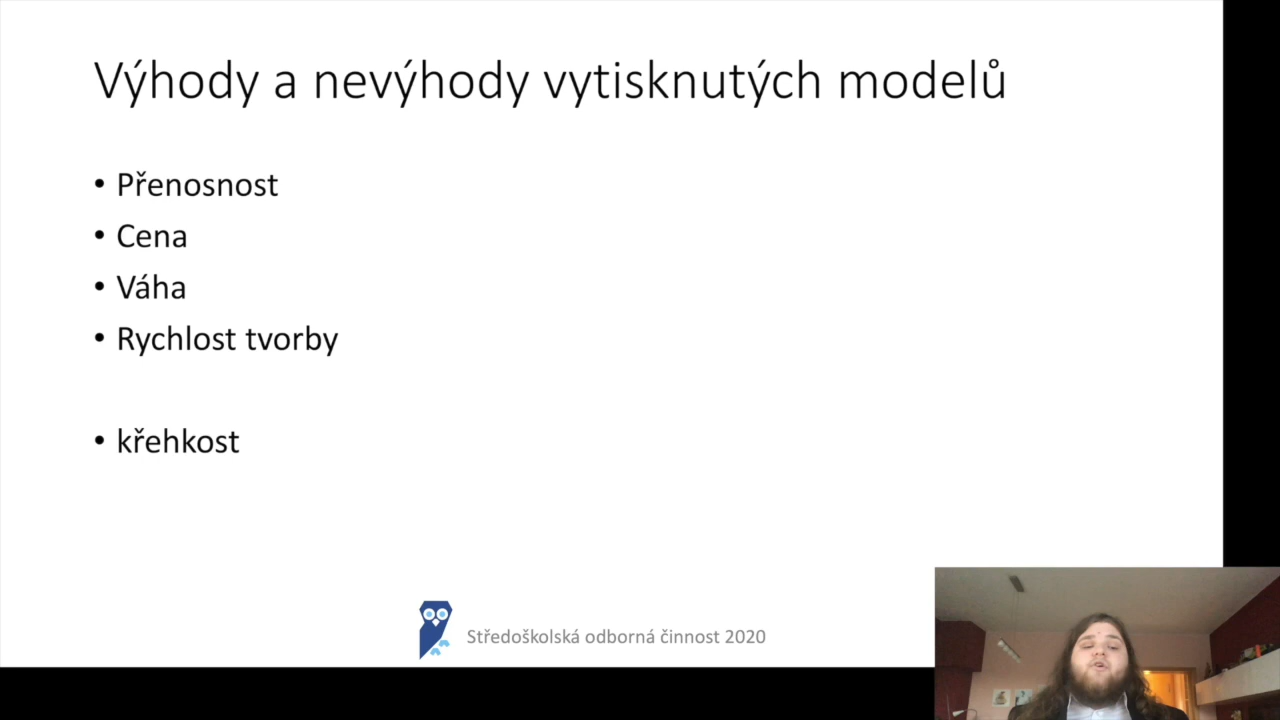 Výhody a nevýhody vytisknutých modelů
• Přenosnost
• Cena
• Váha
• Rychlost tvorby
• křehkost
Středoškolská odborná činnost 2020